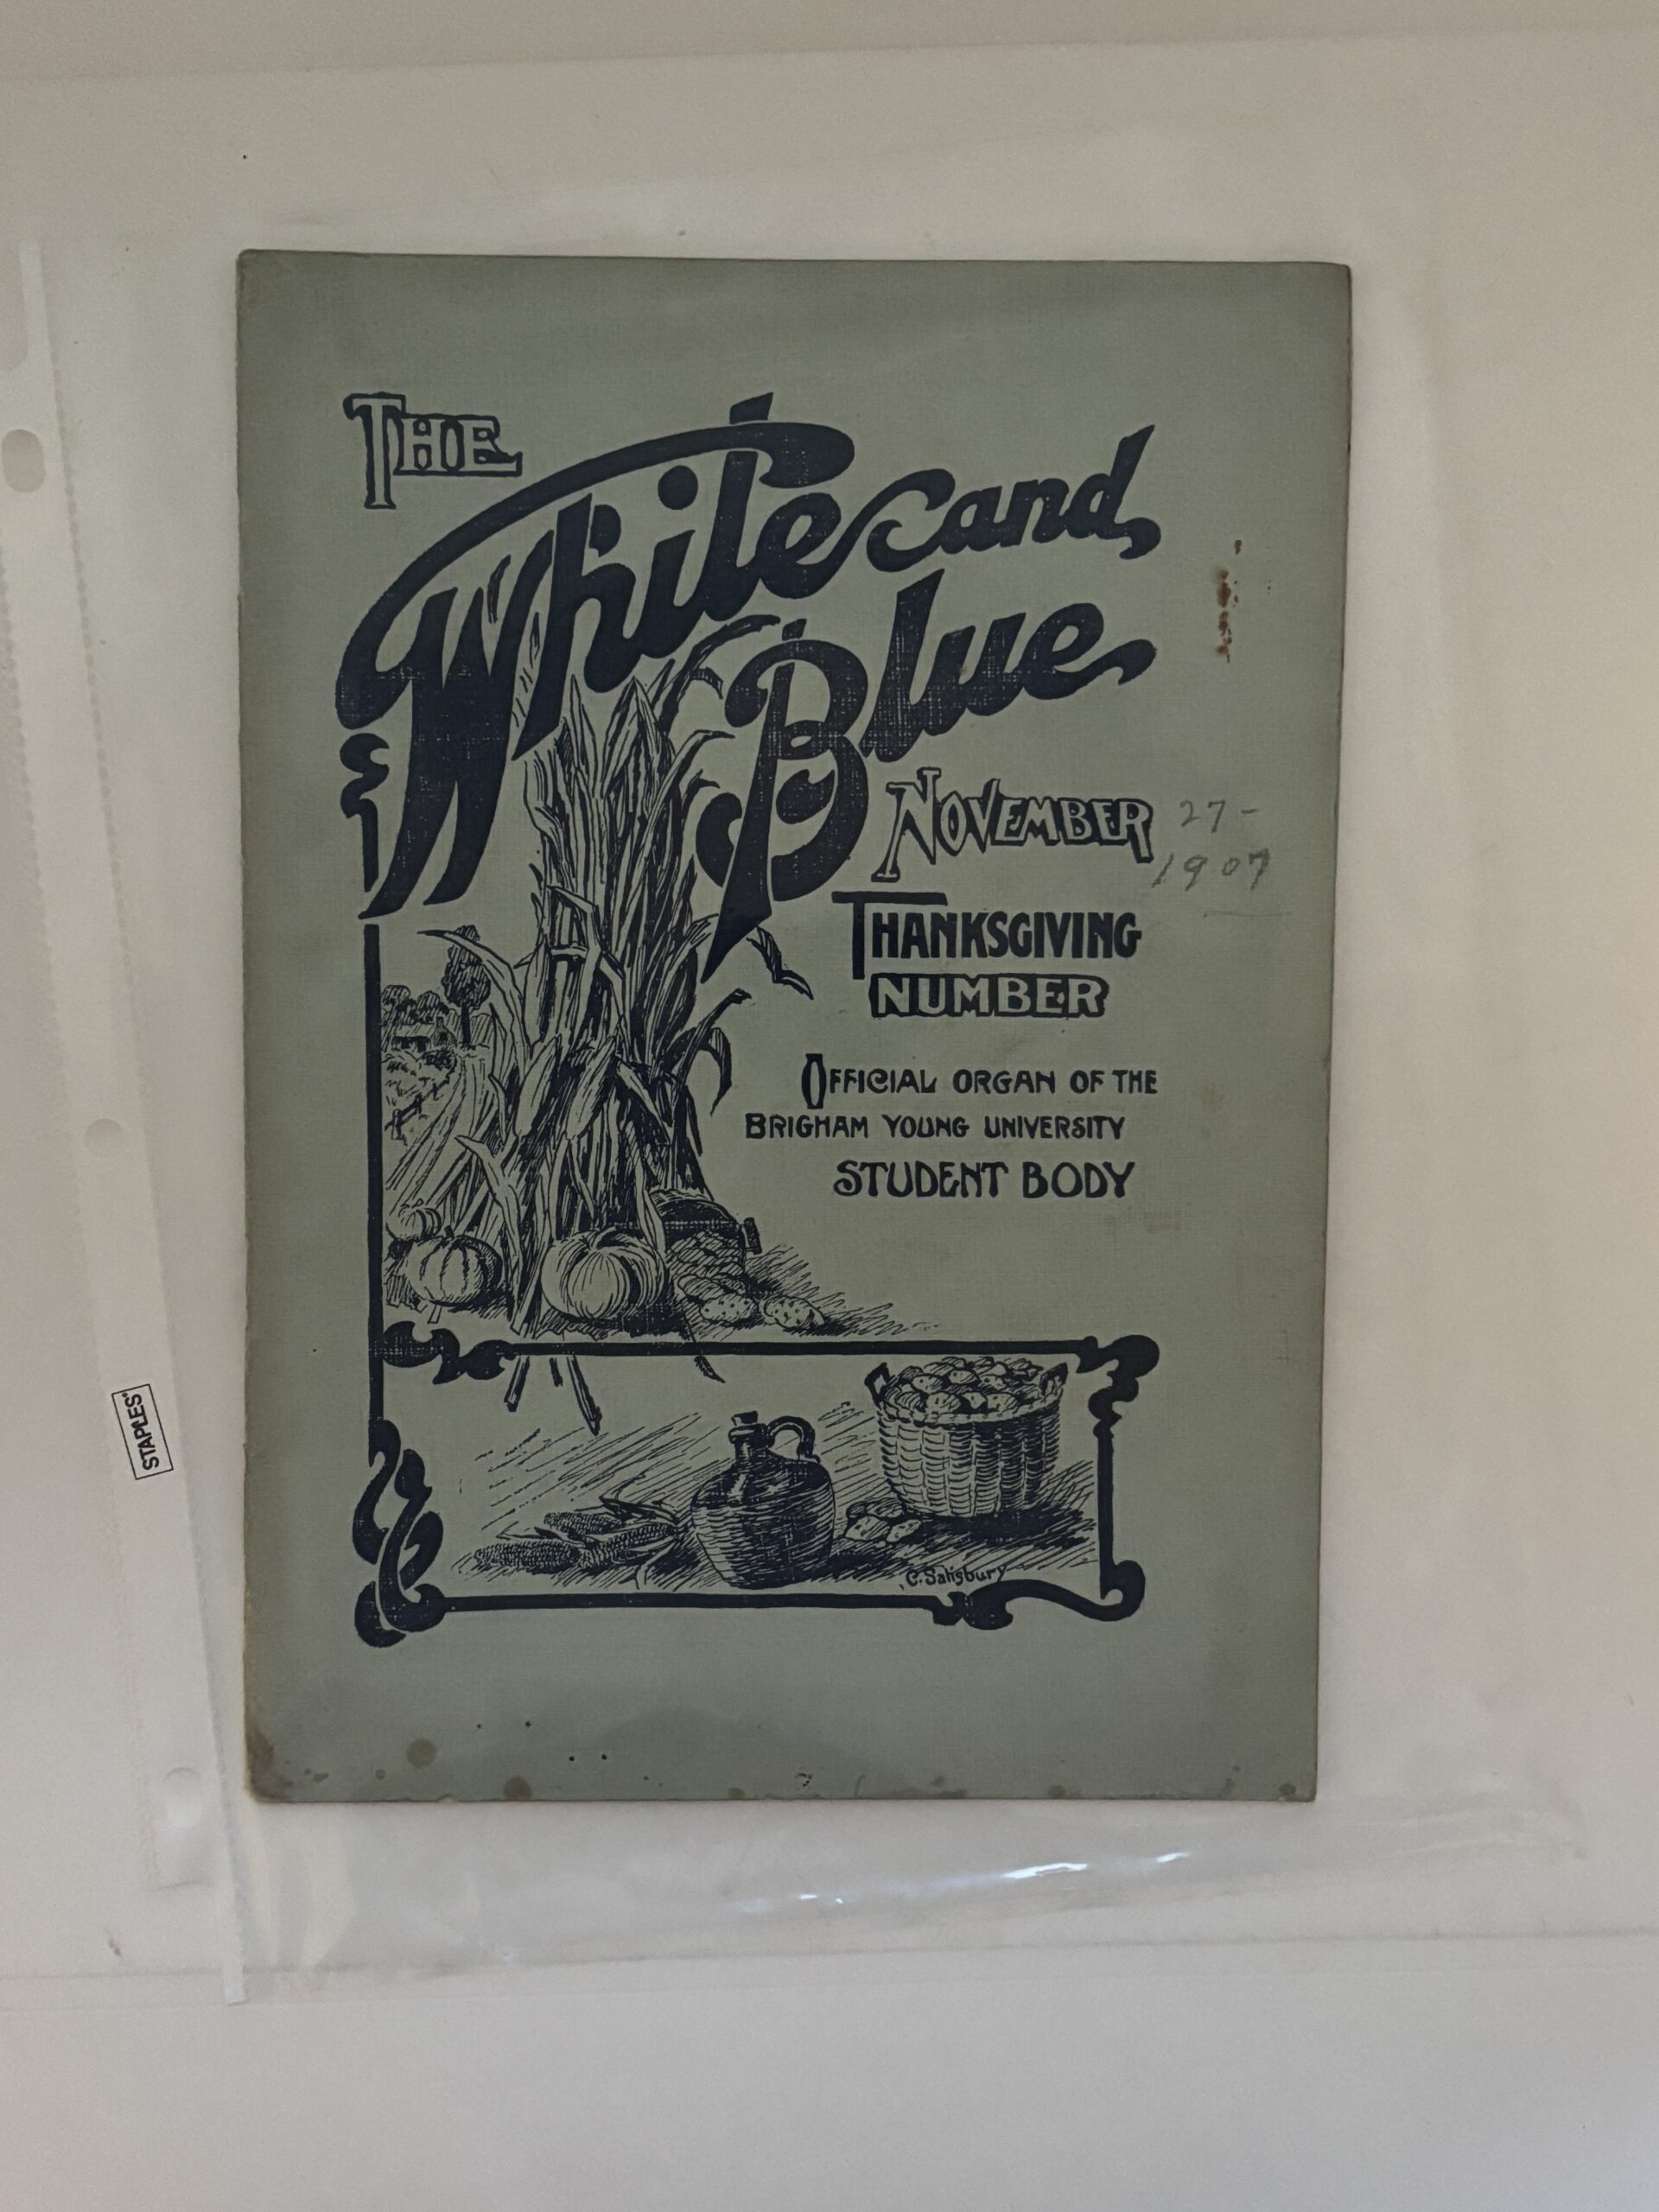 THE
White and
Blue
NOVEMBER 27-
1907
THANKSGIVING
NUMBER
OFFICIAL ORGAN OF THE
BRIGHAM YOUNG UNIVERSITY
STUDENT BODY
C. Salisbury
STAPLES